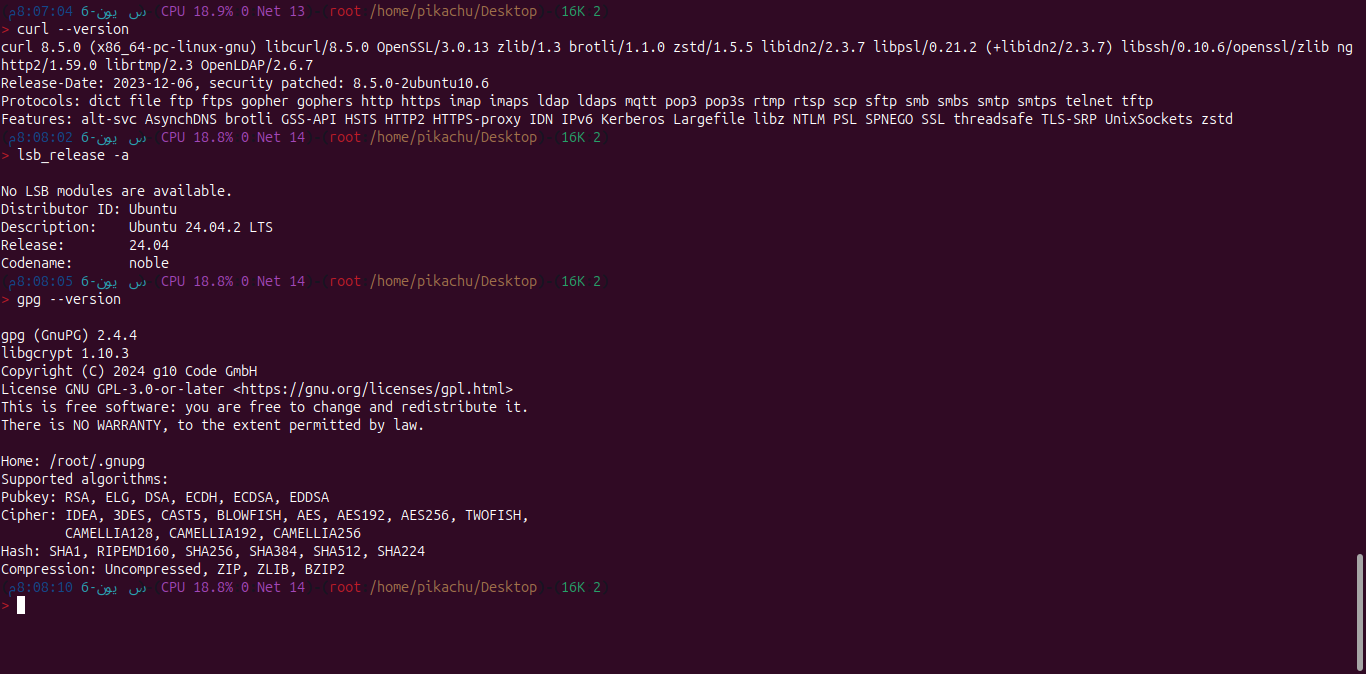 8:07:04م س يون-6 CPU 18.9% 0 Net 13 root /home/pikachu/Desktop 16K 2
> curl --version
curl 8.5.0 (x86_64-pc-linux-gnu) libcurl/8.5.0 OpenSSL/3.0.13 zlib/1.3 brotli/1.1.0 zstd/1.5.5 libidn2/2.3.7 libpsl/0.21.2 (+libidn2/2.3.7) libssh/0.10.6/openssl/zlib ng
http2/1.59.0 librtmp/2.3 OpenLDAP/2.6.7
Release-Date: 2023-12-06, security patched: 8.5.0-2ubuntu10.6
Protocols: dict file ftp ftps gopher gophers http https imap imaps ldap ldaps mqtt pop3 pop3s rtmp rtsp scp sftp smb smbs smtp smtps telnet tftp
Features: alt-svc AsynchDNS brotli GSS-API HSTS HTTP2 HTTPS-proxy IDN IPv6 Kerberos Largefile libz NTLM PSL SPNEGO SSL threadsafe TLS-SRP UnixSockets zstd
8:08:02م س يون-6 CPU 18.8% 0 Net 14 root /home/pikachu/Desktop 16K 2
> lsb_release -a
No LSB modules are available.
Distributor ID: Ubuntu
Description: Ubuntu 24.04.2 LTS
Release: 24.04
Codename: noble
8:08:05م س يون-6 CPU 18.8% 0 Net 14 root /home/pikachu/Desktop 16K 2
> gpg --version
gpg (GnuPG) 2.4.4
libgcrypt 1.10.3
Copyright (C) 2024 g10 Code GmbH
License GNU GPL-3.0-or-later <https://gnu.org/licenses/gpl.html>
This is free software: you are free to change and redistribute it.
There is NO WARRANTY, to the extent permitted by law.
Home: /root/.gnupg
Supported algorithms:
Pubkey: RSA, ELG, DSA, ECDH, ECDSA, EDDSA
Cipher: IDEA, 3DES, CAST5, BLOWFISH, AES, AES192, AES256, TWOFISH,
CAMELLIA128, CAMELLIA192, CAMELLIA256
Hash: SHA1, RIPEMD160, SHA256, SHA384, SHA512, SHA224
Compression: Uncompressed, ZIP, ZLIB, BZIP2
8:08:10م س يون-6 CPU 18.8% 0 Net 14 root /home/pikachu/Desktop 16K 2
>